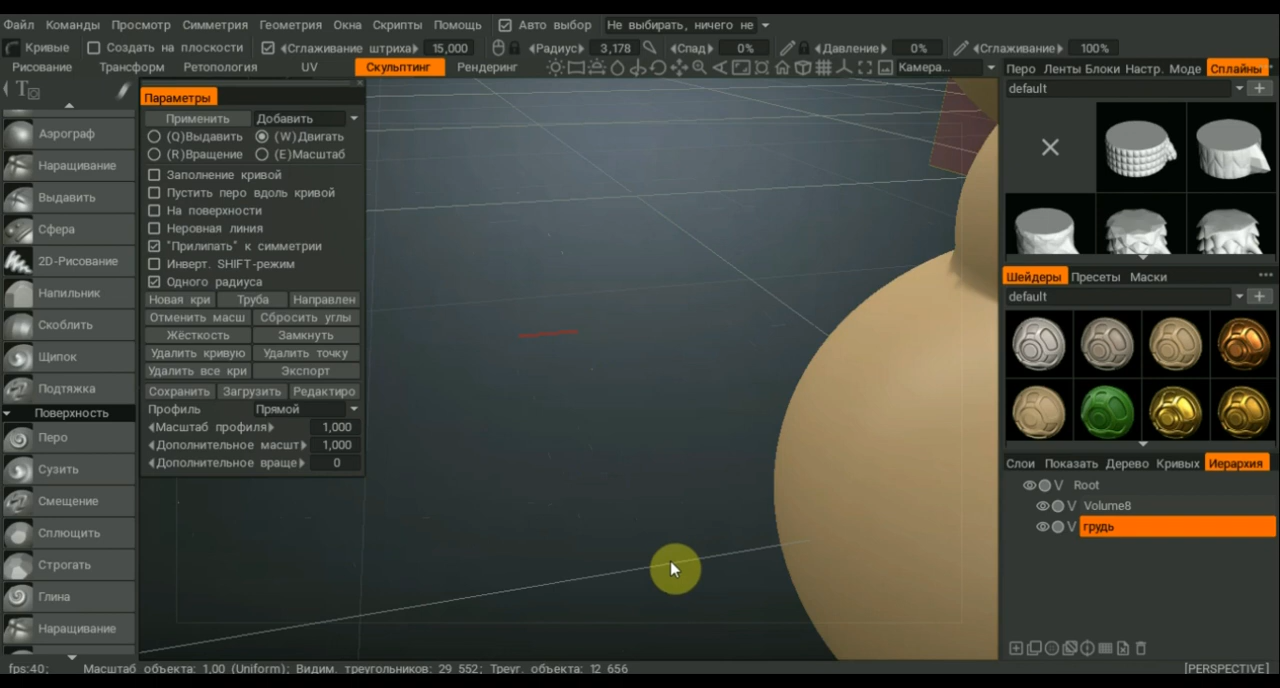 Файл Команды Просмотр Симметрия Геометрия Окна Скрипты Помощь Авто выбор Не выбирать, ничего не
Кривые Создать на плоскости Сглаживание штриха 15,000 Радиус 3,178 Спад 0% Давление 0% Сглаживание 100%
Рисование Трансформ Ретопология UV Скульптинг Рендеринг Камера...
Аэрограф
Наращивание
Выдавить
Сфера
2D-Рисование
Напильник
Скоблить
Щипок
Подтяжка
Поверхность
Перо
Сузить
Смещение
Сплющить
Строгать
Глина
Наращивание
Параметры
Применить Добавить
(Q)Выдавить (W)Двигать
(R)Вращение (E)Масштаб
Заполнение кривой
Пустить перо вдоль кривой
На поверхности
Неровная линия
"Прилипать" к симметрии
Инверт. SHIFT-режим
Одного радиуса
Новая кри Труба Направлен
Отменить масш Сбросить углы
Жёсткость Замкнуть
Удалить кривую Удалить точку
Удалить все кри Экспорт
Сохранить Загрузить Редактиро
Профиль Прямой
Масштаб профиля 1,000
Дополнительное масшт 1,000
Дополнительное враще 0
Перо Ленты Блоки Настр. Моде Сплайны
default
Шейдеры Пресеты Маски
default
Слои Показать Дерево Кривых Иерархия
V Root
V Volume8
V грудь
fps:40; Масштаб объекта: 1,00 (Uniform); Видим. треугольников: 29 552; Треуг. объекта: 12 656 [PERSPECTIVE]